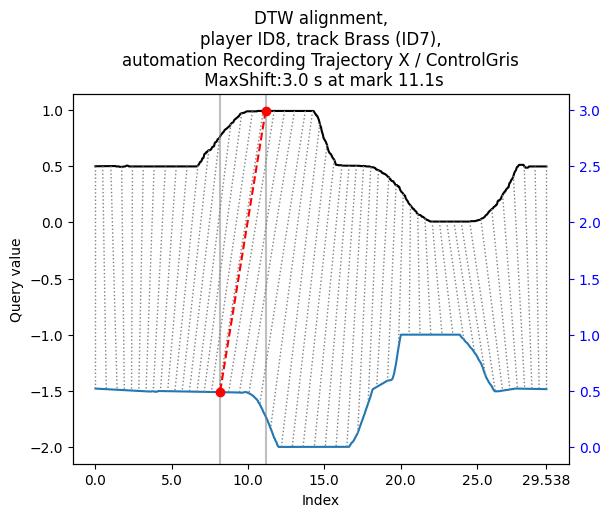 DTW alignment,
player ID8, track Brass (ID7),
automation Recording Trajectory X / ControlGris
MaxShift:3.0 s at mark 11.1s
1.0
0.5
0.0
−0.5
−1.0
−1.5
−2.0
Query value
3.0
2.5
2.0
1.5
1.0
0.5
0.0
0.0 5.0 10.0 15.0 20.0 25.0 29.538
Index